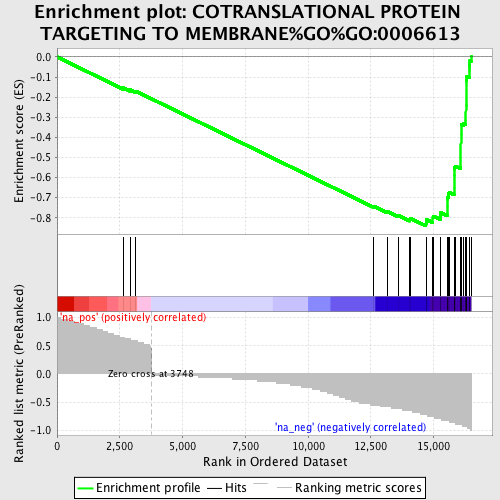 Enrichment plot: COTRANSLATIONAL PROTEIN
TARGETING TO MEMBRANE%GO%GO:0006613
Enrichment score (ES)
0.0
-0.1
-0.2
-0.3
-0.4
-0.5
-0.6
-0.7
-0.8
Ranked list metric (PreRanked)
1.0
0.5
0.0
-0.5
-1.0
'na_pos' (positively correlated)
Zero cross at 3748
'na_neg' (negatively correlated)
0
2,500
5,000
7,500
10,000
12,500
15,000
Rank in Ordered Dataset
Enrichment profile
Hits
Ranking metric scores